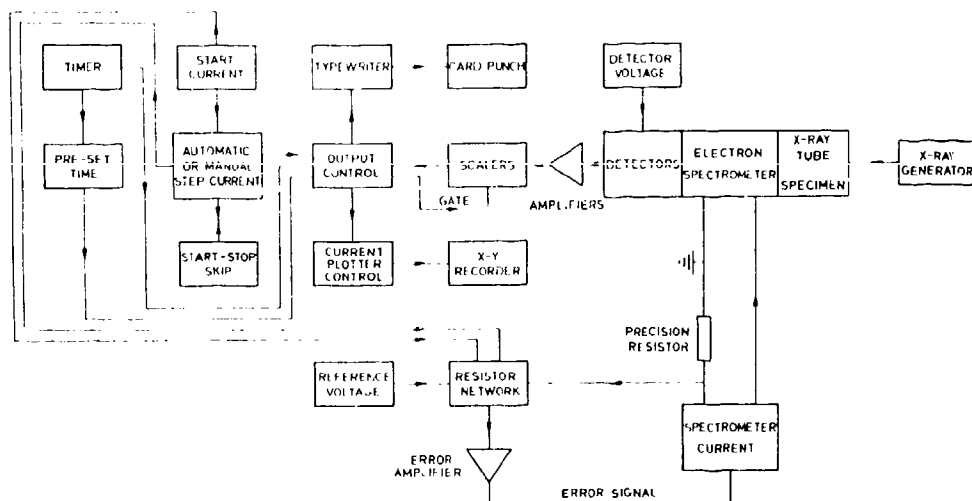 TIMER
START
CURRENT
TYPEWRITER
CARD PUNCH
DETECTOR
VOLTAGE
PRE-SET
TIME
AUTOMATIC
OR MANUAL
STEP CURRENT
OUTPUT
CONTROL
SCALERS
GATE
AMPLIFIERS
DETECTORS
ELECTRON
SPECTROMETER
X-RAY
TUBE
SPECIMEN
X-RAY
GENERATOR
START-STOP
SKIP
CURRENT
PLOTTER
CONTROL
X-Y
RECORDER
PRECISION
RESISTOR
REFERENCE
VOLTAGE
RESISTOR
NETWORK
SPECTROMETER
CURRENT
ERROR
AMPLIFIER
ERROR SIGNAL